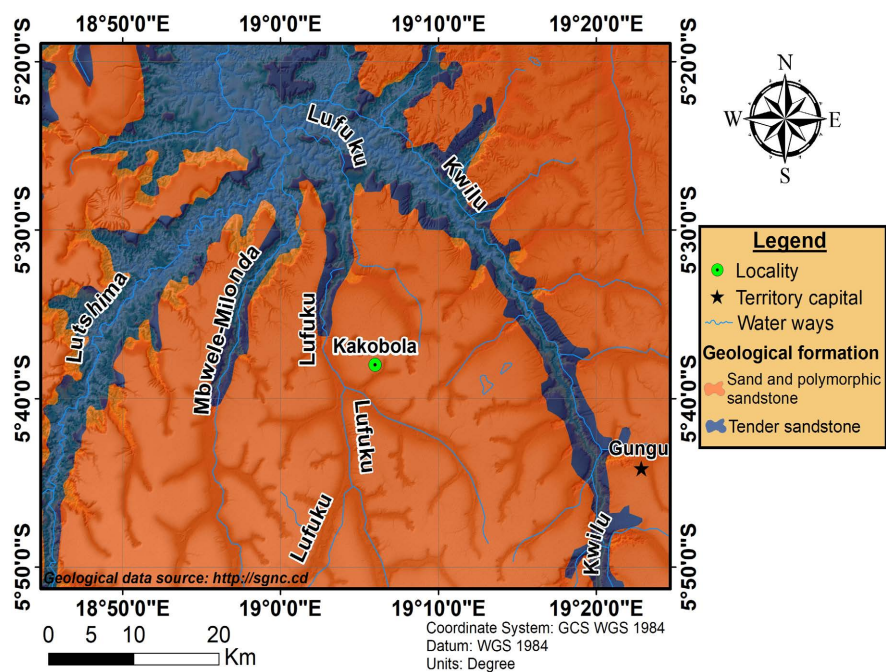 18°50'0"E 19°0'0"E 19°10'0"E 19°20'0"E
5°20'0"S 5°20'0"S
5°30'0"S 5°30'0"S
5°40'0"S 5°40'0"S
5°50'0"S 5°50'0"S
Lufuku
Kwilu
Lutshima
Mbwele-Milonda
Lufuku
Kakobola
Lufuku
Gungu
Lufuku
Kwilu
Geological data source: http://sgnc.cd
18°50'0"E 19°0'0"E 19°10'0"E 19°20'0"E
0 5 10 20
Km
Coordinate System: GCS WGS 1984
Datum: WGS 1984
Units: Degree
N
W E
S
Legend
Locality
Territory capital
Water ways
Geological formation
Sand and polymorphic
sandstone
Tender sandstone